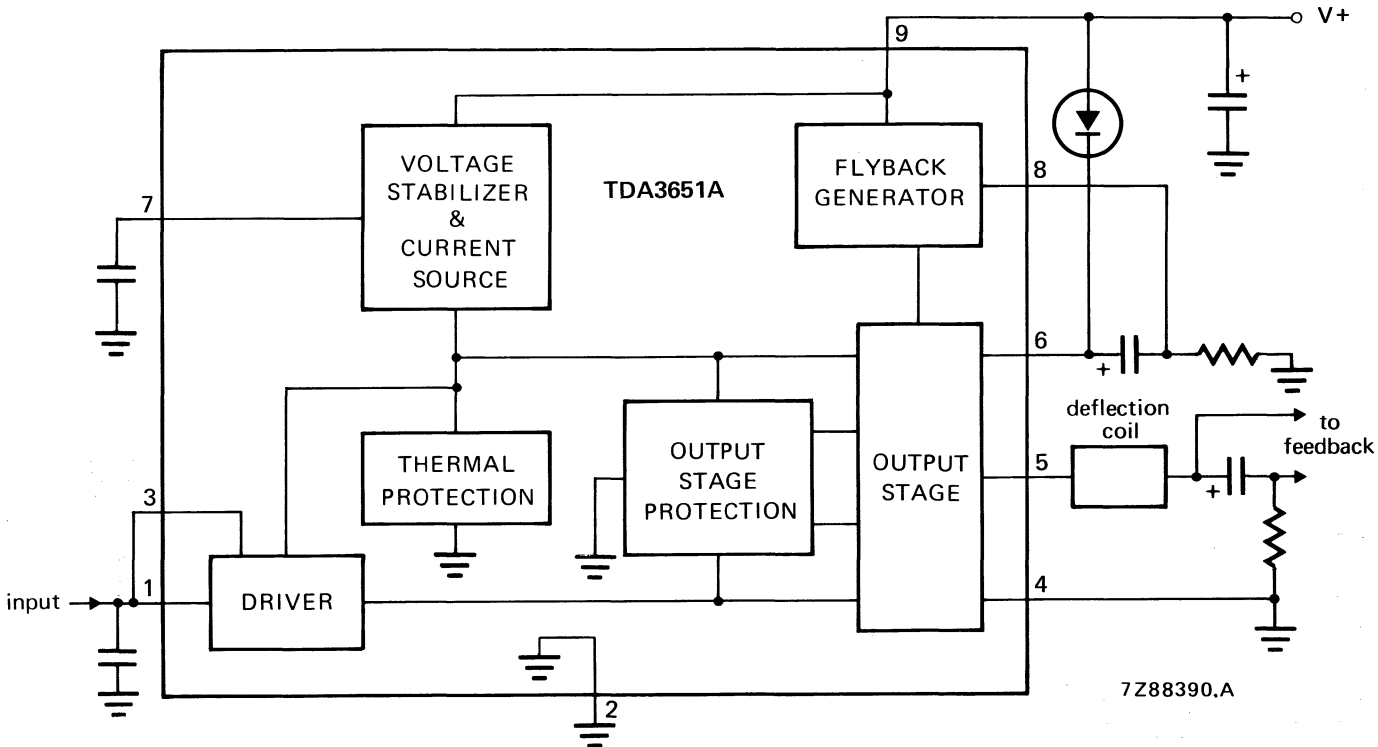 V+
9
+
VOLTAGE
STABILIZER
&
CURRENT
SOURCE
TDA3651A
FLYBACK
GENERATOR
8
7
6
+
deflection
coil
to
feedback
THERMAL
PROTECTION
OUTPUT
STAGE
PROTECTION
OUTPUT
STAGE
5
+
3
1
input
DRIVER
4
2
7Z88390.A